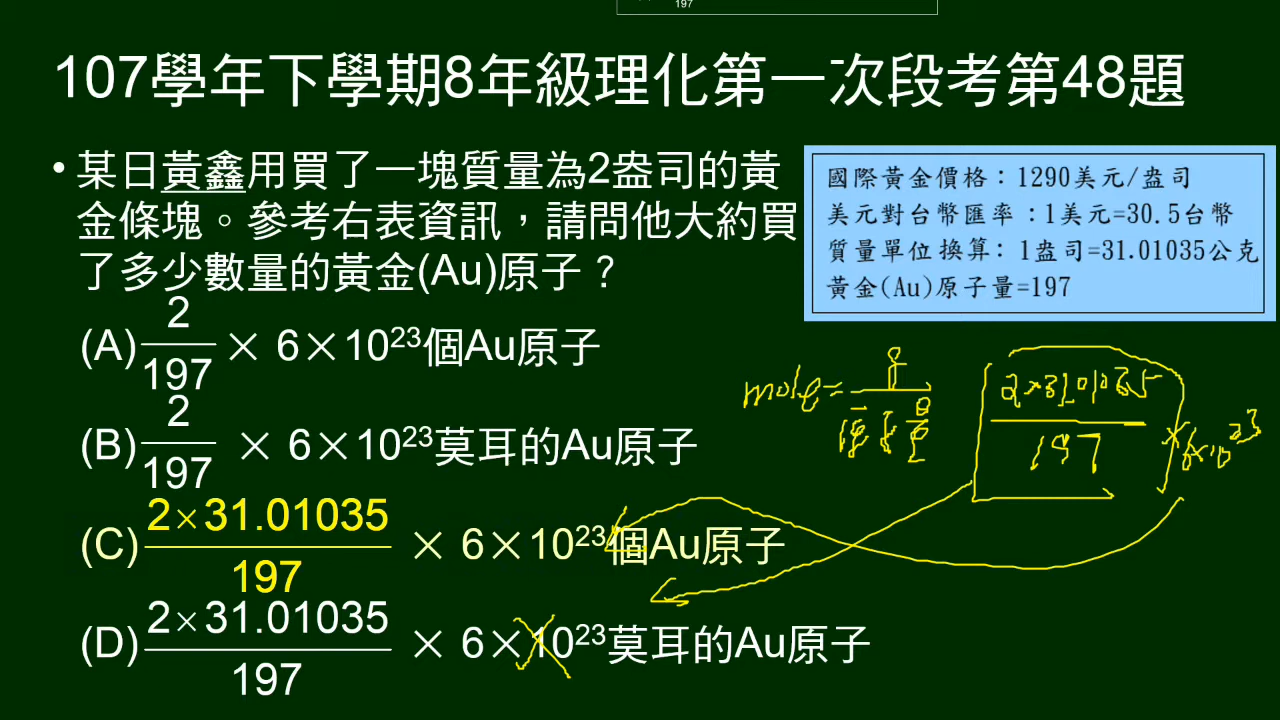 197
107學年下學期8年級理化第一次段考第48題
• 某日黃鑫用買了一塊質量為2盎司的黃
金條塊。參考右表資訊，請問他大約買
了多少數量的黃金(Au)原子？
國際黃金價格：1290美元/盎司
美元對台幣匯率：1美元=30.5台幣
質量單位換算：1盎司=31.01035公克
黃金(Au)原子量=197
(A) 2/197 × 6×10²³個Au原子
(B) 2/197 × 6×10²³莫耳的Au原子
(C) 2×31.01035/197 × 6×10²³個Au原子
(D) 2×31.01035/197 × 6×10²³莫耳的Au原子
mole=
2×31.01035
197
×6×10²³